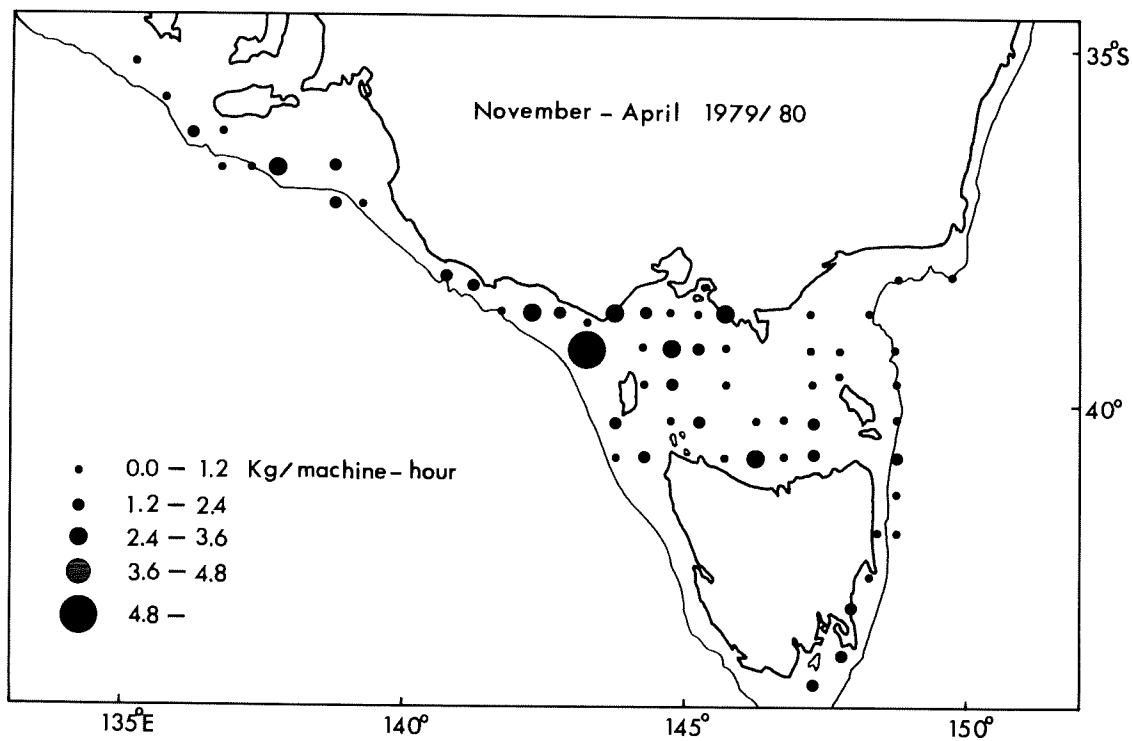 35°S
November – April 1979/80
40°
0.0 – 1.2 Kg/machine-hour
1.2 – 2.4
2.4 – 3.6
3.6 – 4.8
4.8 –
135°E 140° 145° 150°